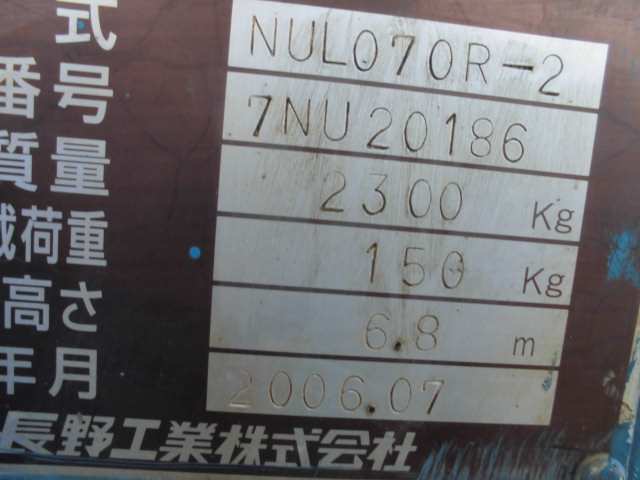 式 NUL070R-2
番号 7NU20186
質量 2300 Kg
載荷重 150 Kg
高さ 6.8 m
年月 2006.07
長野工業株式会社